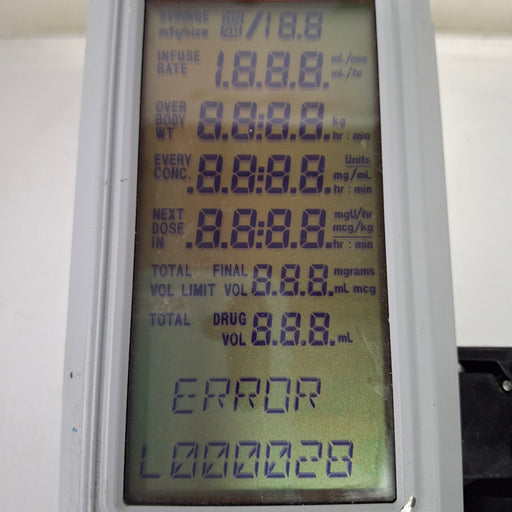 SYRINGE
mfg/size /18.8
INFUSE RATE 1.8.8.8. mL/min mL/hr
OVER BODY WT 8.8:8.8. kg hr : min
EVERY CONC. .8.8:8.8. Units mg/mL hr : min
NEXT DOSE IN .8.8:8.8. mgU/hr mcg/kg hr : min
TOTAL FINAL mgrams
VOL LIMIT VOL 8.8.8. mL mcg
TOTAL DRUG VOL 8.8.8. mL
ERROR
L000028